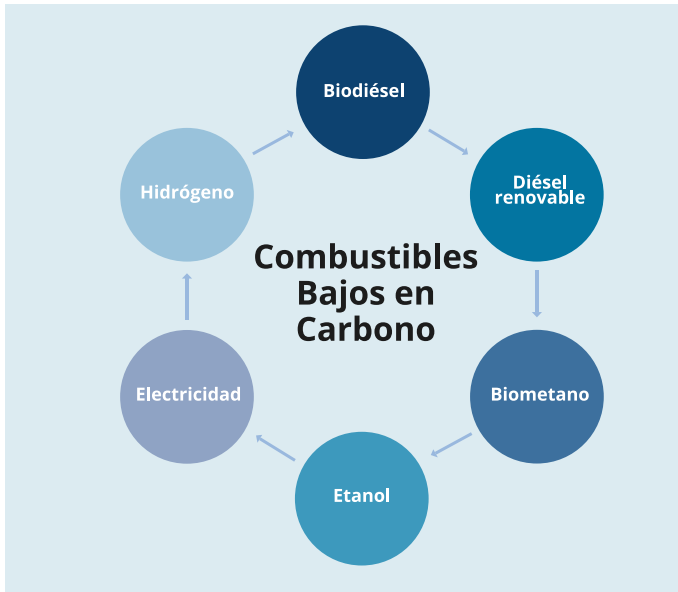 Biodiésel
Diésel
renovable
Biometano
Etanol
Electricidad
Hidrógeno
Combustibles
Bajos en
Carbono